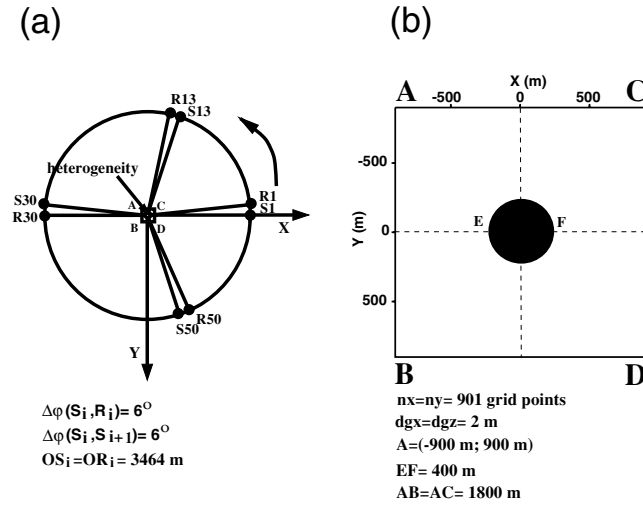 (a)
R13
S13
heterogeneity
S30
R30
A
C
B
D
R1
S1
X
S50
R50
Y
Δφ(Si,Ri)= 6O
Δφ(Si,Si+1)= 6O
OSi=ORi= 3464 m
(b)
A
X (m)
C
-500
0
500
-500
Y (m)
0
500
E
F
B
D
nx=ny= 901 grid points
dgx=dgz= 2 m
A=(-900 m; 900 m)
EF= 400 m
AB=AC= 1800 m